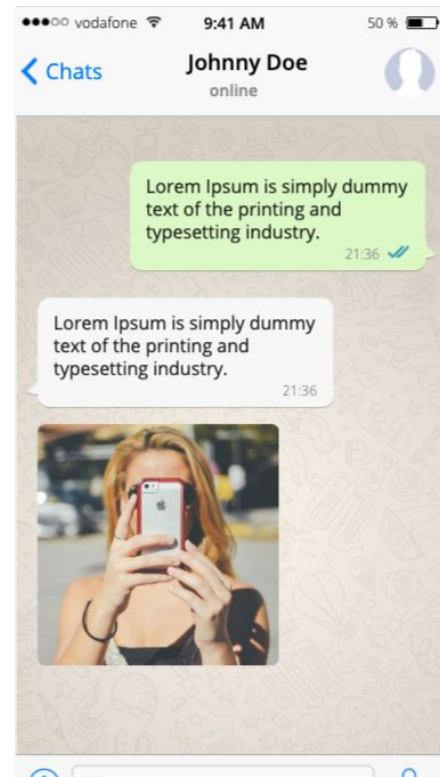 vodafone 9:41 AM 50 %
Chats Johnny Doe
online
Lorem Ipsum is simply dummy
text of the printing and
typesetting industry.
21:36
Lorem Ipsum is simply dummy
text of the printing and
typesetting industry.
21:36